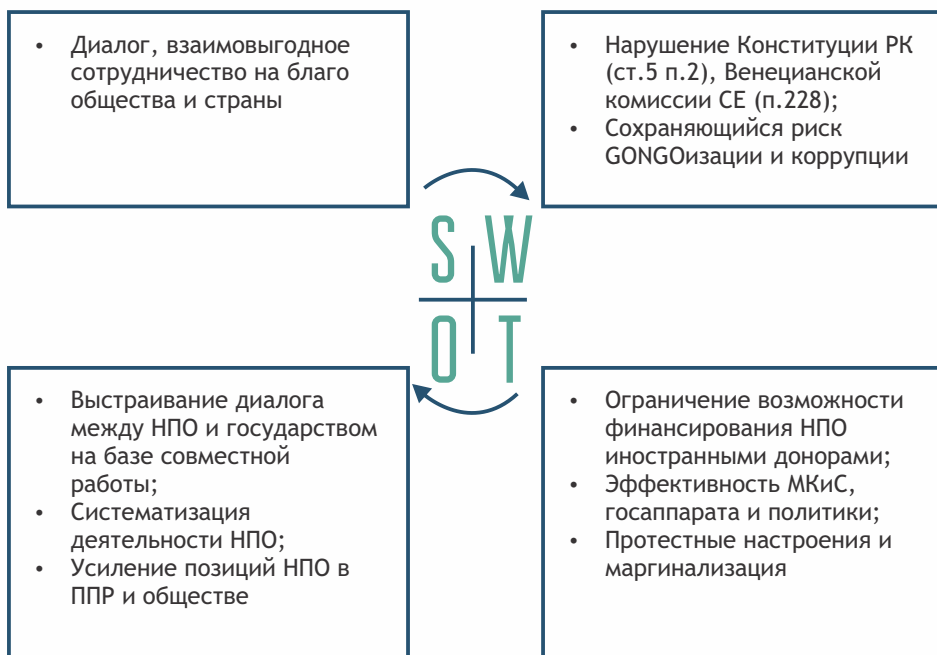 • Диалог, взаимовыгодное
сотрудничество на благо
общества и страны
• Нарушение Конституции РК
(ст.5 п.2), Венецианской
комиссии СЕ (п.228);
• Сохраняющийся риск
GONGOизации и коррупции
S W
O T
• Выстраивание диалога
между НПО и государством
на базе совместной
работы;
• Систематизация
деятельности НПО;
• Усиление позиций НПО в
ППР и обществе
• Ограничение возможности
финансирования НПО
иностранными донорами;
• Эффективность МКиС,
госаппарата и политики;
• Протестные настроения и
маргинализация